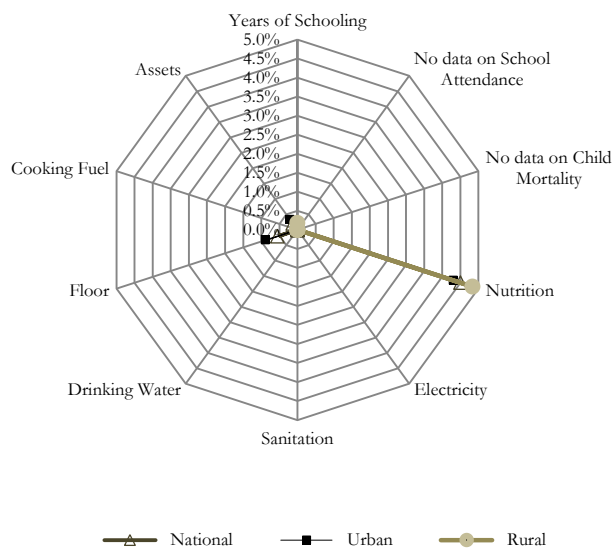 Years of Schooling
5.0%
4.5%
4.0%
3.5%
3.0%
2.5%
2.0%
1.5%
1.0%
0.5%
0.0%
Assets
No data on School
Attendance
Cooking Fuel
No data on Child
Mortality
Floor
Nutrition
Drinking Water
Electricity
Sanitation
National
Urban
Rural